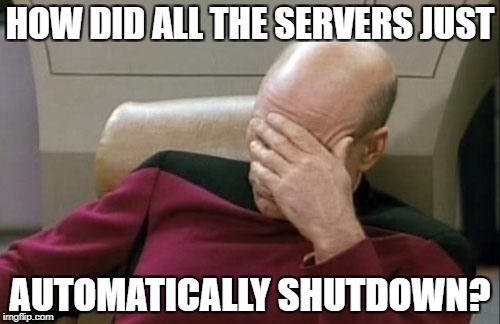 HOW DID ALL THE SERVERS JUST
AUTOMATICALLY SHUTDOWN?
imgflip.com